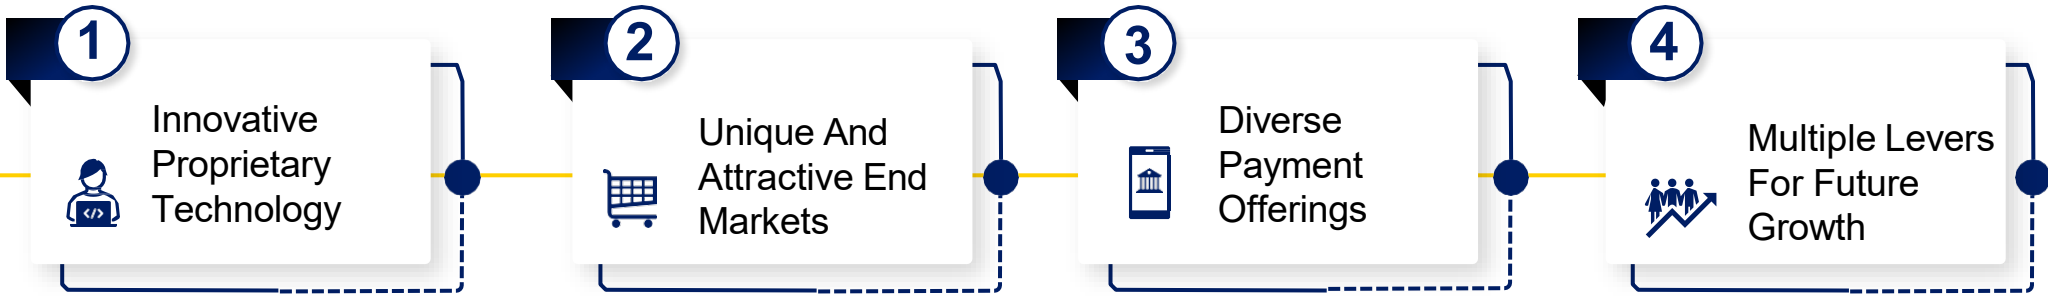 1
Innovative
Proprietary
Technology
2
Unique And
Attractive End
Markets
3
Diverse
Payment
Offerings
4
Multiple Levers
For Future
Growth